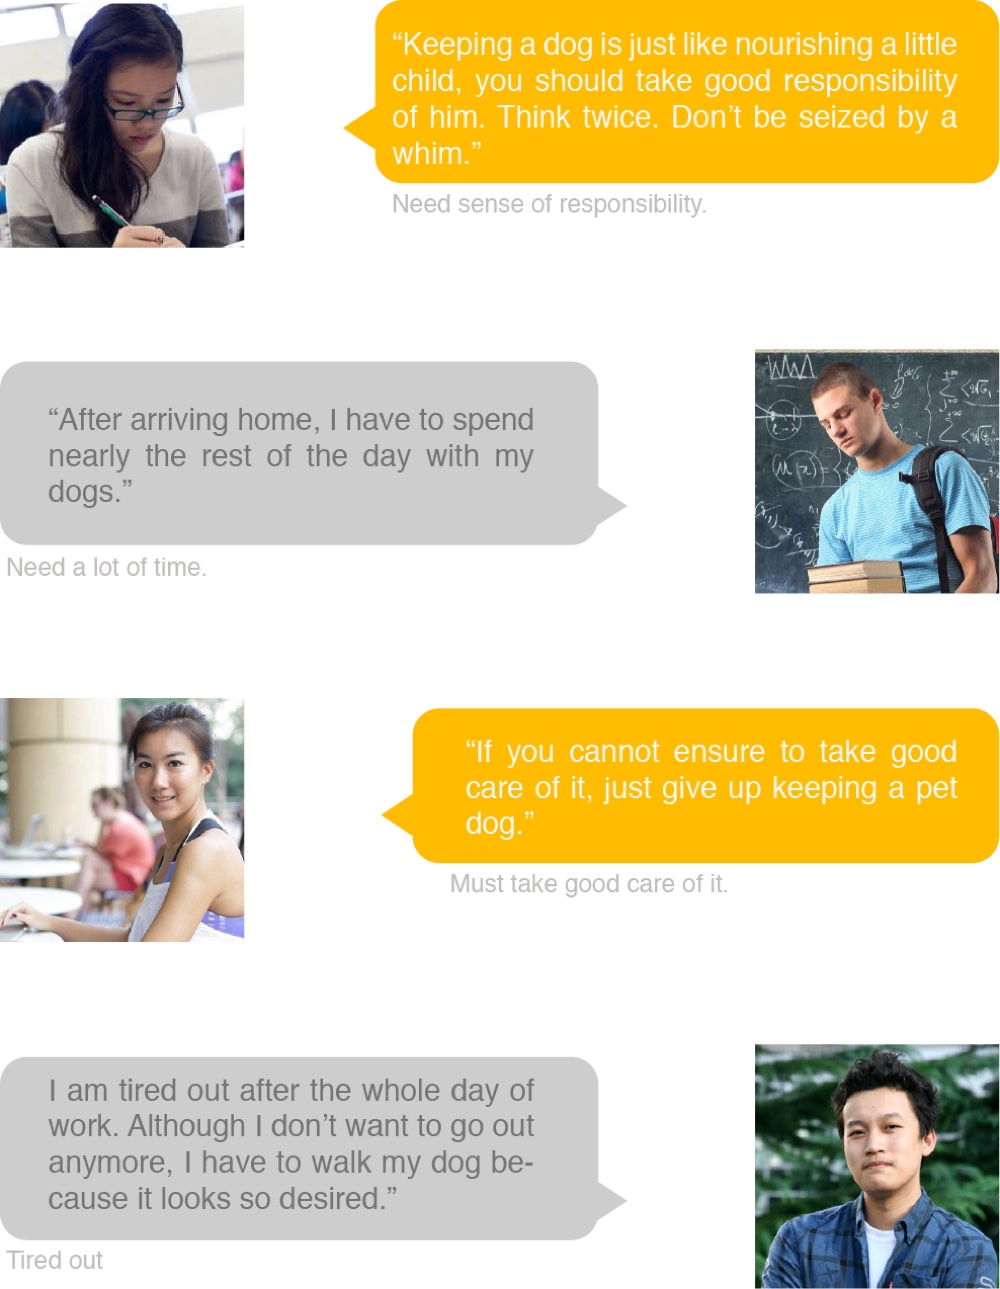 “Keeping a dog is just like nourishing a little
child, you should take good responsibility
of him. Think twice. Don’t be seized by a
whim.”
Need sense of responsibility.
“After arriving home, I have to spend
nearly the rest of the day with my
dogs.”
Need a lot of time.
“If you cannot ensure to take good
care of it, just give up keeping a pet
dog.”
Must take good care of it.
I am tired out after the whole day of
work. Although I don’t want to go out
anymore, I have to walk my dog be-
cause it looks so desired.”
Tired out